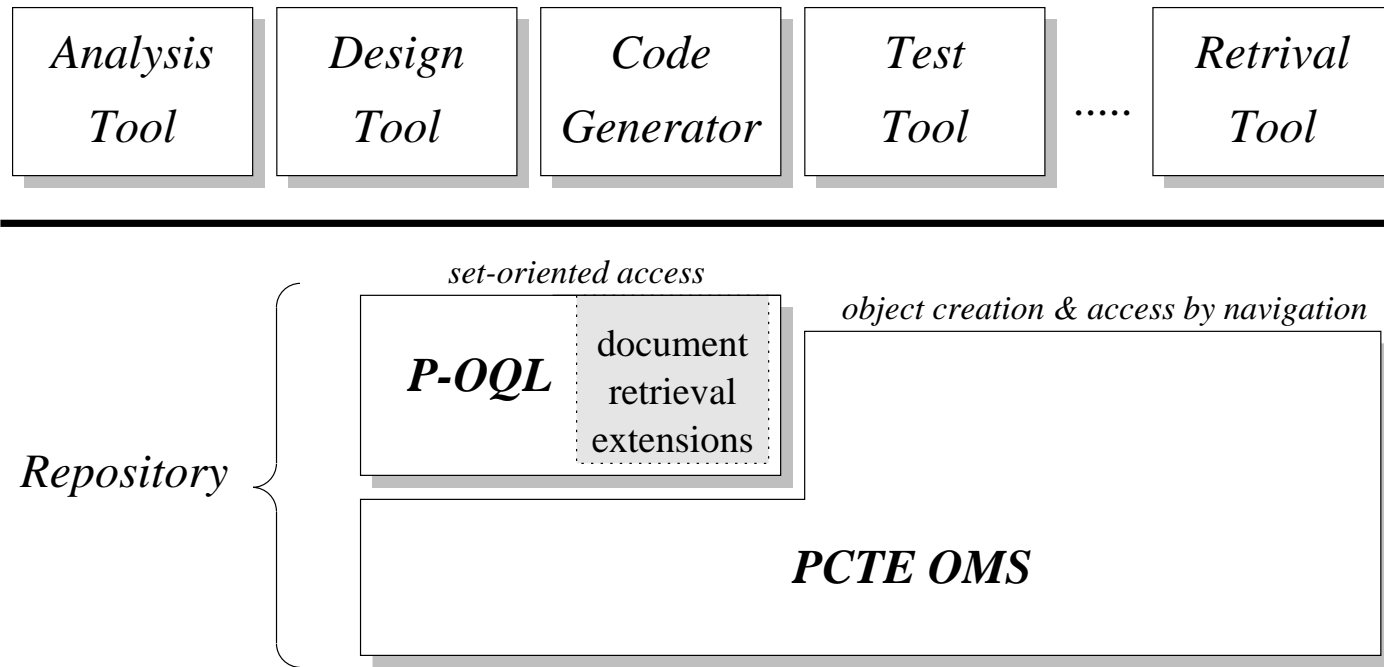 Analysis
Tool
Design
Tool
Code
Generator
Test
Tool
.....
Retrival
Tool
set-oriented access
object creation & access by navigation
P-OQL
document
retrieval
extensions
Repository
PCTE OMS